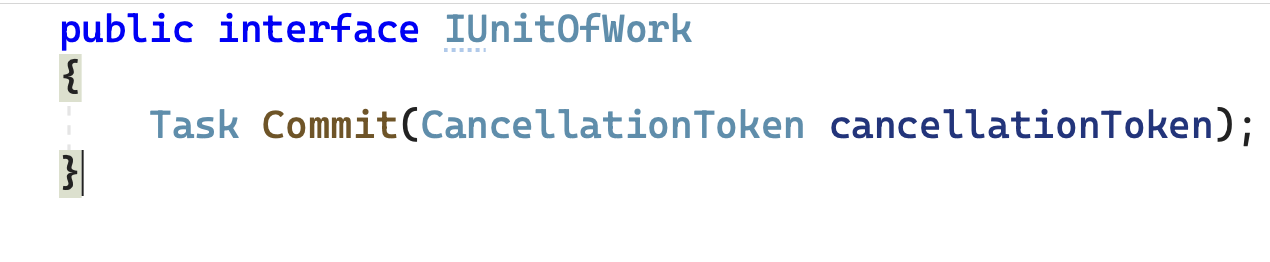 public interface IUnitOfWork
{
    Task Commit(CancellationToken cancellationToken);
}